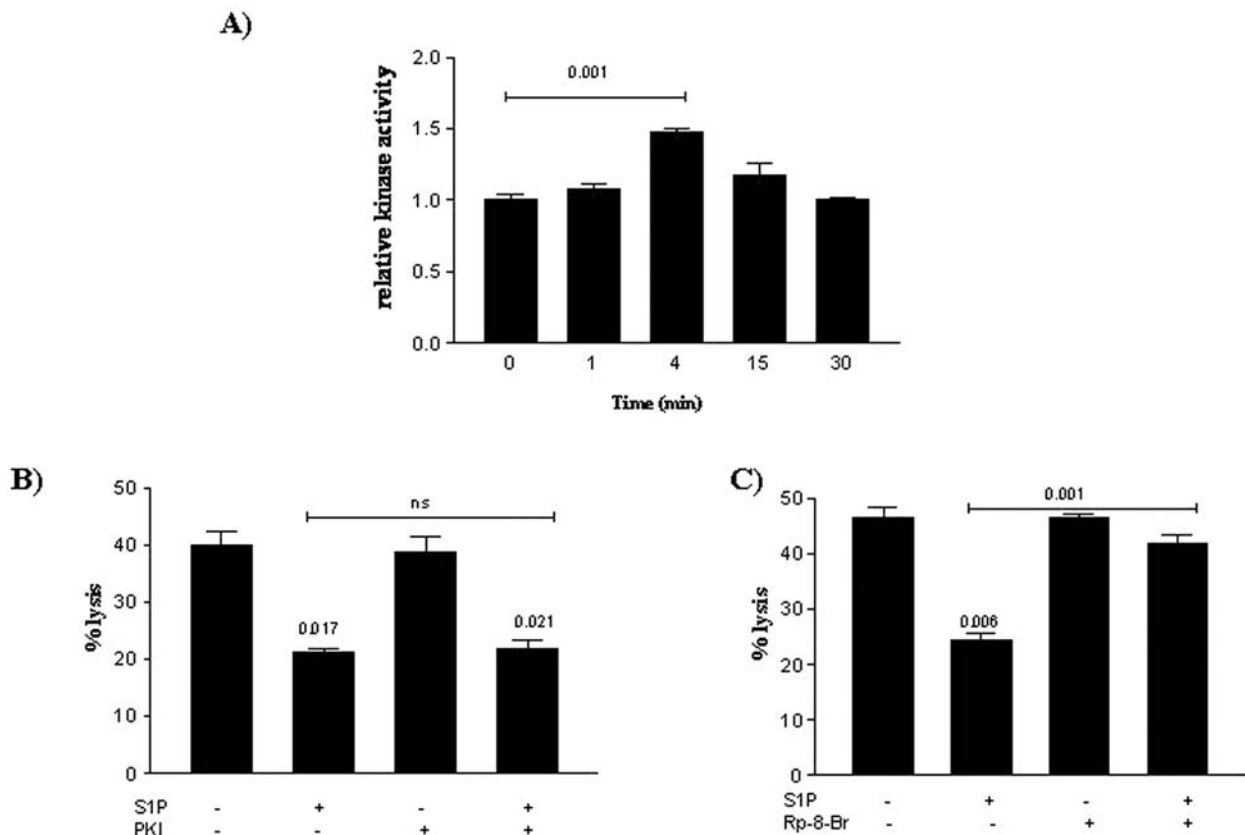 A)
relative kinase activity
2.0
1.5
1.0
0.5
0.0
0.001
0 1 4 15 30
Time (min)
B)
% lysis
50
40
30
20
10
0
ns
0.017
0.021
S1P - + - +
PKI - - + +
C)
% lysis
50
40
30
20
10
0
0.001
0.006
S1P - + - +
Rp-8-Br - - + +